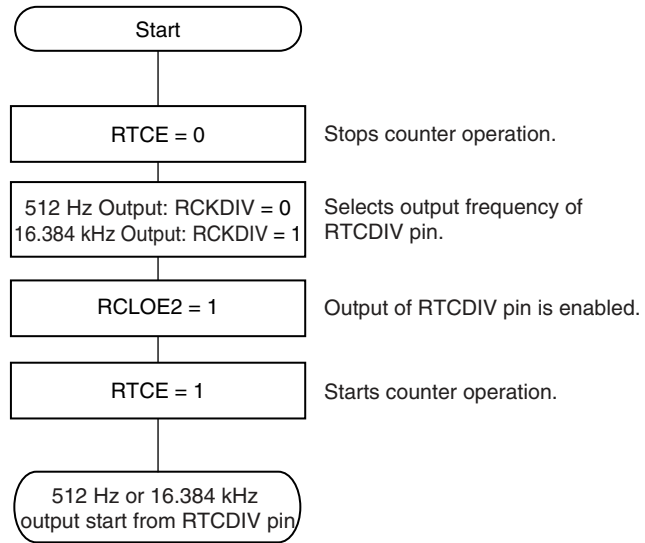 Start
RTCE = 0
Stops counter operation.
512 Hz Output: RCKDIV = 0
16.384 kHz Output: RCKDIV = 1
Selects output frequency of
RTCDIV pin.
RCLOE2 = 1
Output of RTCDIV pin is enabled.
RTCE = 1
Starts counter operation.
512 Hz or 16.384 kHz
output start from RTCDIV pin